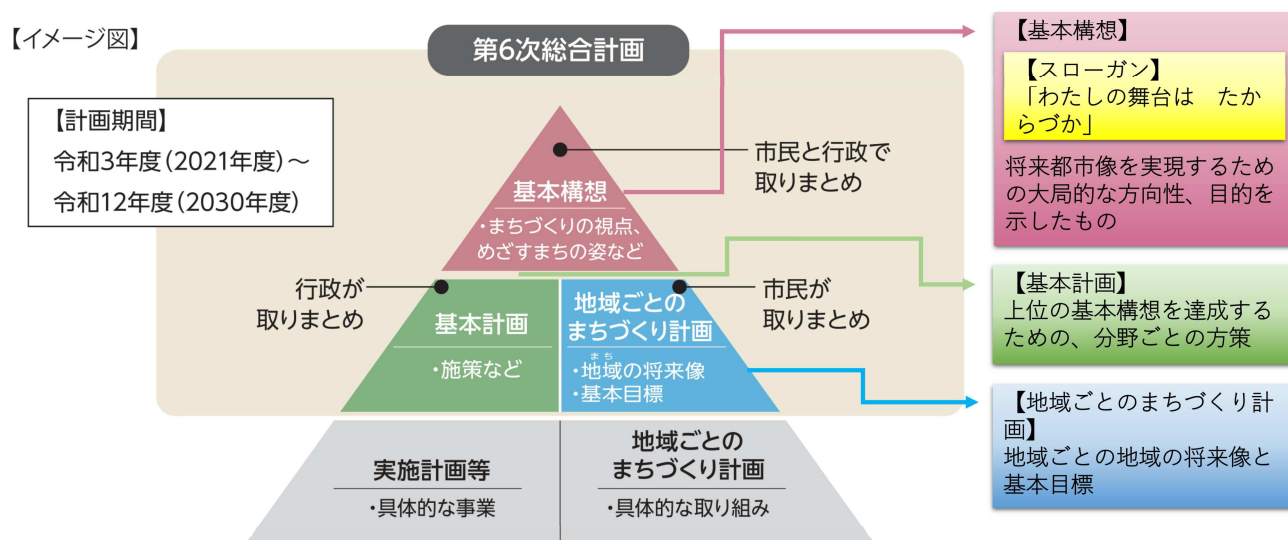 【イメージ図】
第6次総合計画
【計画期間】
令和3年度(2021年度)～
令和12年度(2030年度)
市民と行政で
取りまとめ
基本構想
・まちづくりの視点、
めざすまちの姿など
行政が
取りまとめ
基本計画
・施策など
地域ごとの
まちづくり計画
まち
・地域の将来像
・基本目標
市民が
取りまとめ
実施計画等
・具体的な事業
地域ごとの
まちづくり計画
・具体的な取り組み
【基本構想】
【スローガン】
「わたしの舞台は　たか
らづか」
将来都市像を実現するため
の大局的な方向性、目的を
示したもの
【基本計画】
上位の基本構想を達成する
ための、分野ごとの方策
【地域ごとのまちづくり計
画】
地域ごとの地域の将来像と
基本目標